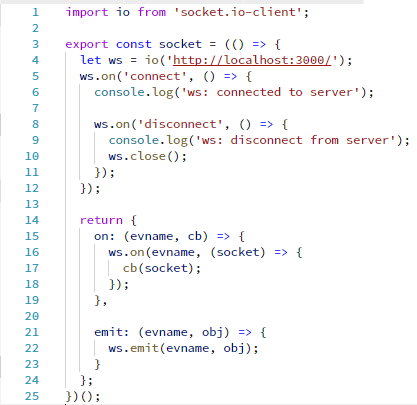 1 import io from 'socket.io-client';
2
3 export const socket = (() => {
4   let ws = io('http://localhost:3000/');
5   ws.on('connect', () => {
6     console.log('ws: connected to server');
7
8     ws.on('disconnect', () => {
9       console.log('ws: disconnect from server');
10       ws.close();
11     });
12   });
13
14   return {
15     on: (evname, cb) => {
16       ws.on(evname, (socket) => {
17         cb(socket);
18       });
19     },
20
21     emit: (evname, obj) => {
22       ws.emit(evname, obj);
23     }
24   };
25 })();